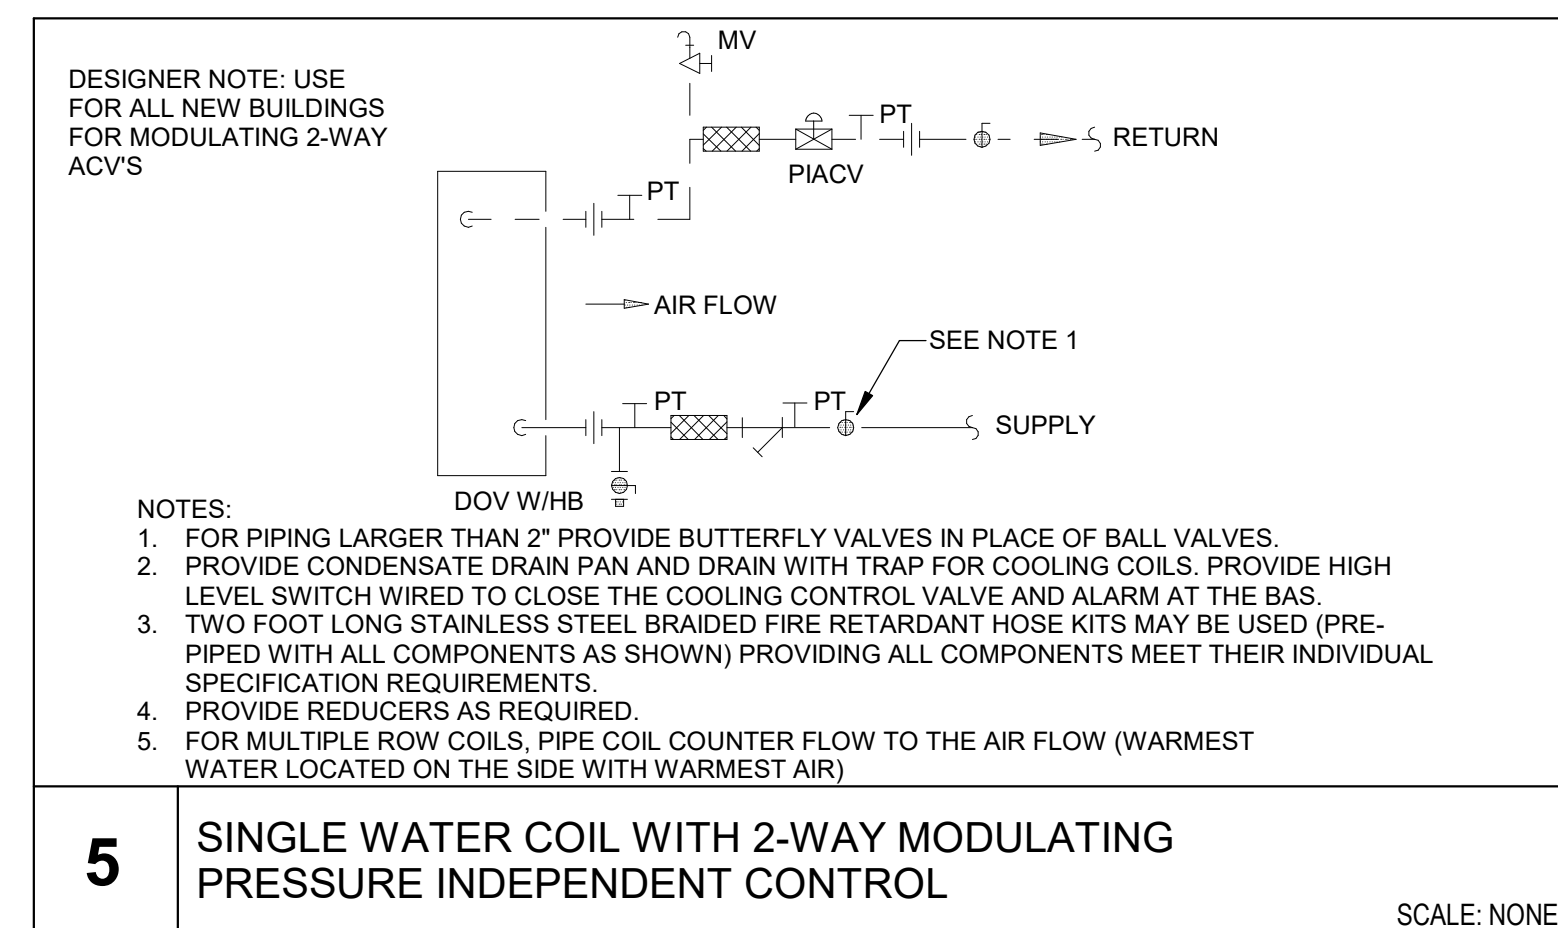 MV
DESIGNER NOTE: USE
FOR ALL NEW BUILDINGS
FOR MODULATING 2-WAY
ACV'S
PT
RETURN
PIACV
PT
AIR FLOW
SEE NOTE 1
PT
PT
SUPPLY
DOV W/HB
NOTES:
1. FOR PIPING LARGER THAN 2" PROVIDE BUTTERFLY VALVES IN PLACE OF BALL VALVES.
2. PROVIDE CONDENSATE DRAIN PAN AND DRAIN WITH TRAP FOR COOLING COILS. PROVIDE HIGH
LEVEL SWITCH WIRED TO CLOSE THE COOLING CONTROL VALVE AND ALARM AT THE BAS.
3. TWO FOOT LONG STAINLESS STEEL BRAIDED FIRE RETARDANT HOSE KITS MAY BE USED (PRE-
PIPED WITH ALL COMPONENTS AS SHOWN) PROVIDING ALL COMPONENTS MEET THEIR INDIVIDUAL
SPECIFICATION REQUIREMENTS.
4. PROVIDE REDUCERS AS REQUIRED.
5. FOR MULTIPLE ROW COILS, PIPE COIL COUNTER FLOW TO THE AIR FLOW (WARMEST
WATER LOCATED ON THE SIDE WITH WARMEST AIR)
5
SINGLE WATER COIL WITH 2-WAY MODULATING
PRESSURE INDEPENDENT CONTROL
SCALE: NONE